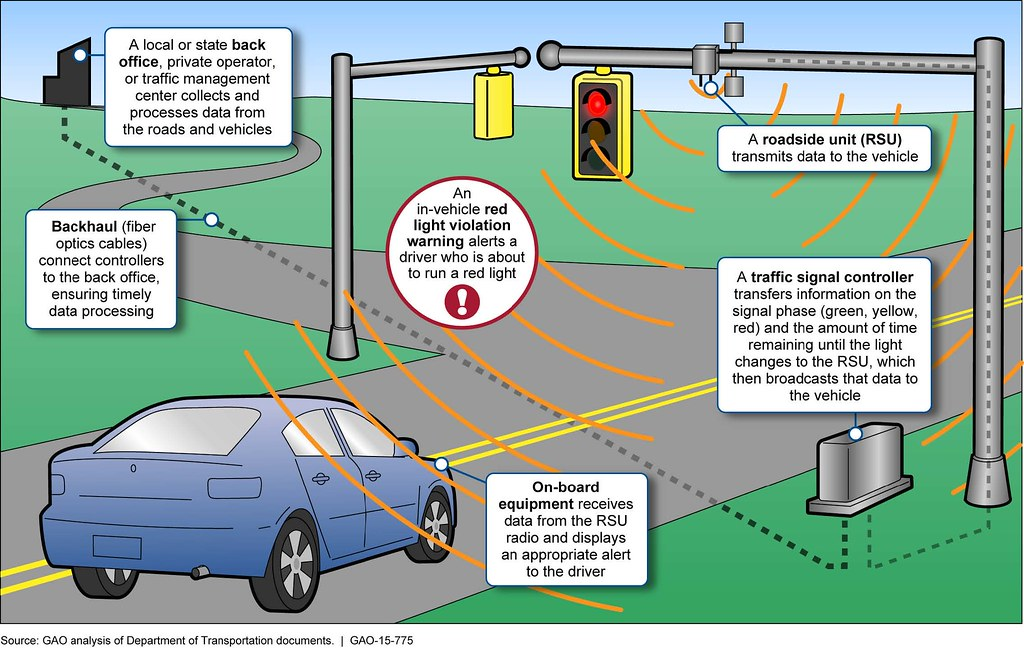 A local or state back
office, private operator,
or traffic management
center collects and
processes data from
the roads and vehicles
A roadside unit (RSU)
transmits data to the vehicle
An
in-vehicle red
light violation
warning alerts a
driver who is about
to run a red light
!
Backhaul (fiber
optics cables)
connect controllers
to the back office,
ensuring timely
data processing
A traffic signal controller
transfers information on the
signal phase (green, yellow,
red) and the amount of time
remaining until the light
changes to the RSU, which
then broadcasts that data to
the vehicle
On-board
equipment receives
data from the RSU
radio and displays
an appropriate alert
to the driver
Source: GAO analysis of Department of Transportation documents. | GAO-15-775